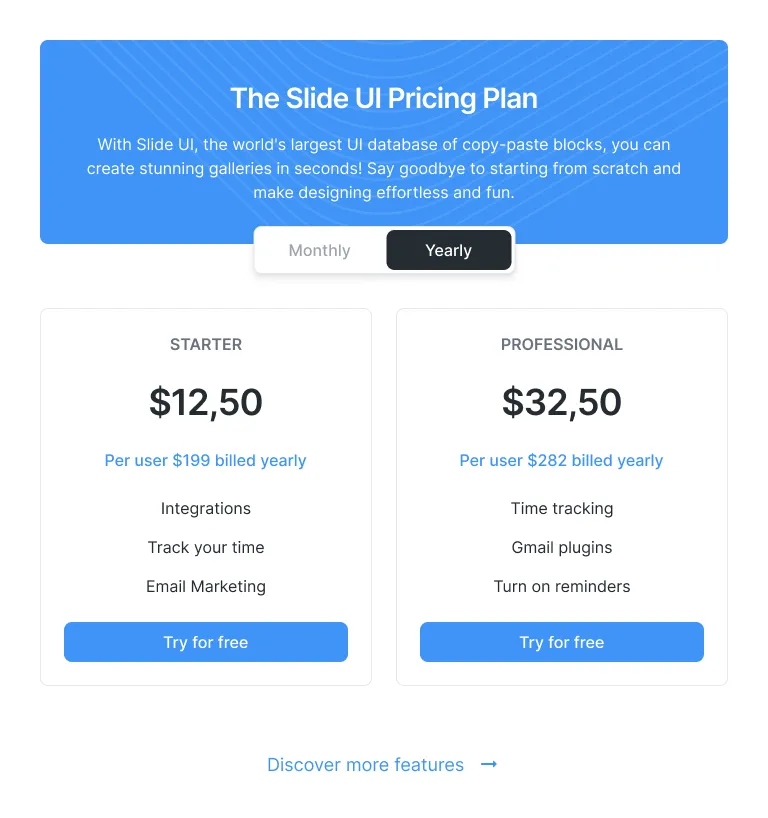 The Slide UI Pricing Plan
With Slide UI, the world's largest UI database of copy-paste blocks, you can
create stunning galleries in seconds! Say goodbye to starting from scratch and
make designing effortless and fun.
Monthly
Yearly
STARTER
$12,50
Per user $199 billed yearly
Integrations
Track your time
Email Marketing
Try for free
PROFESSIONAL
$32,50
Per user $282 billed yearly
Time tracking
Gmail plugins
Turn on reminders
Try for free
Discover more features →